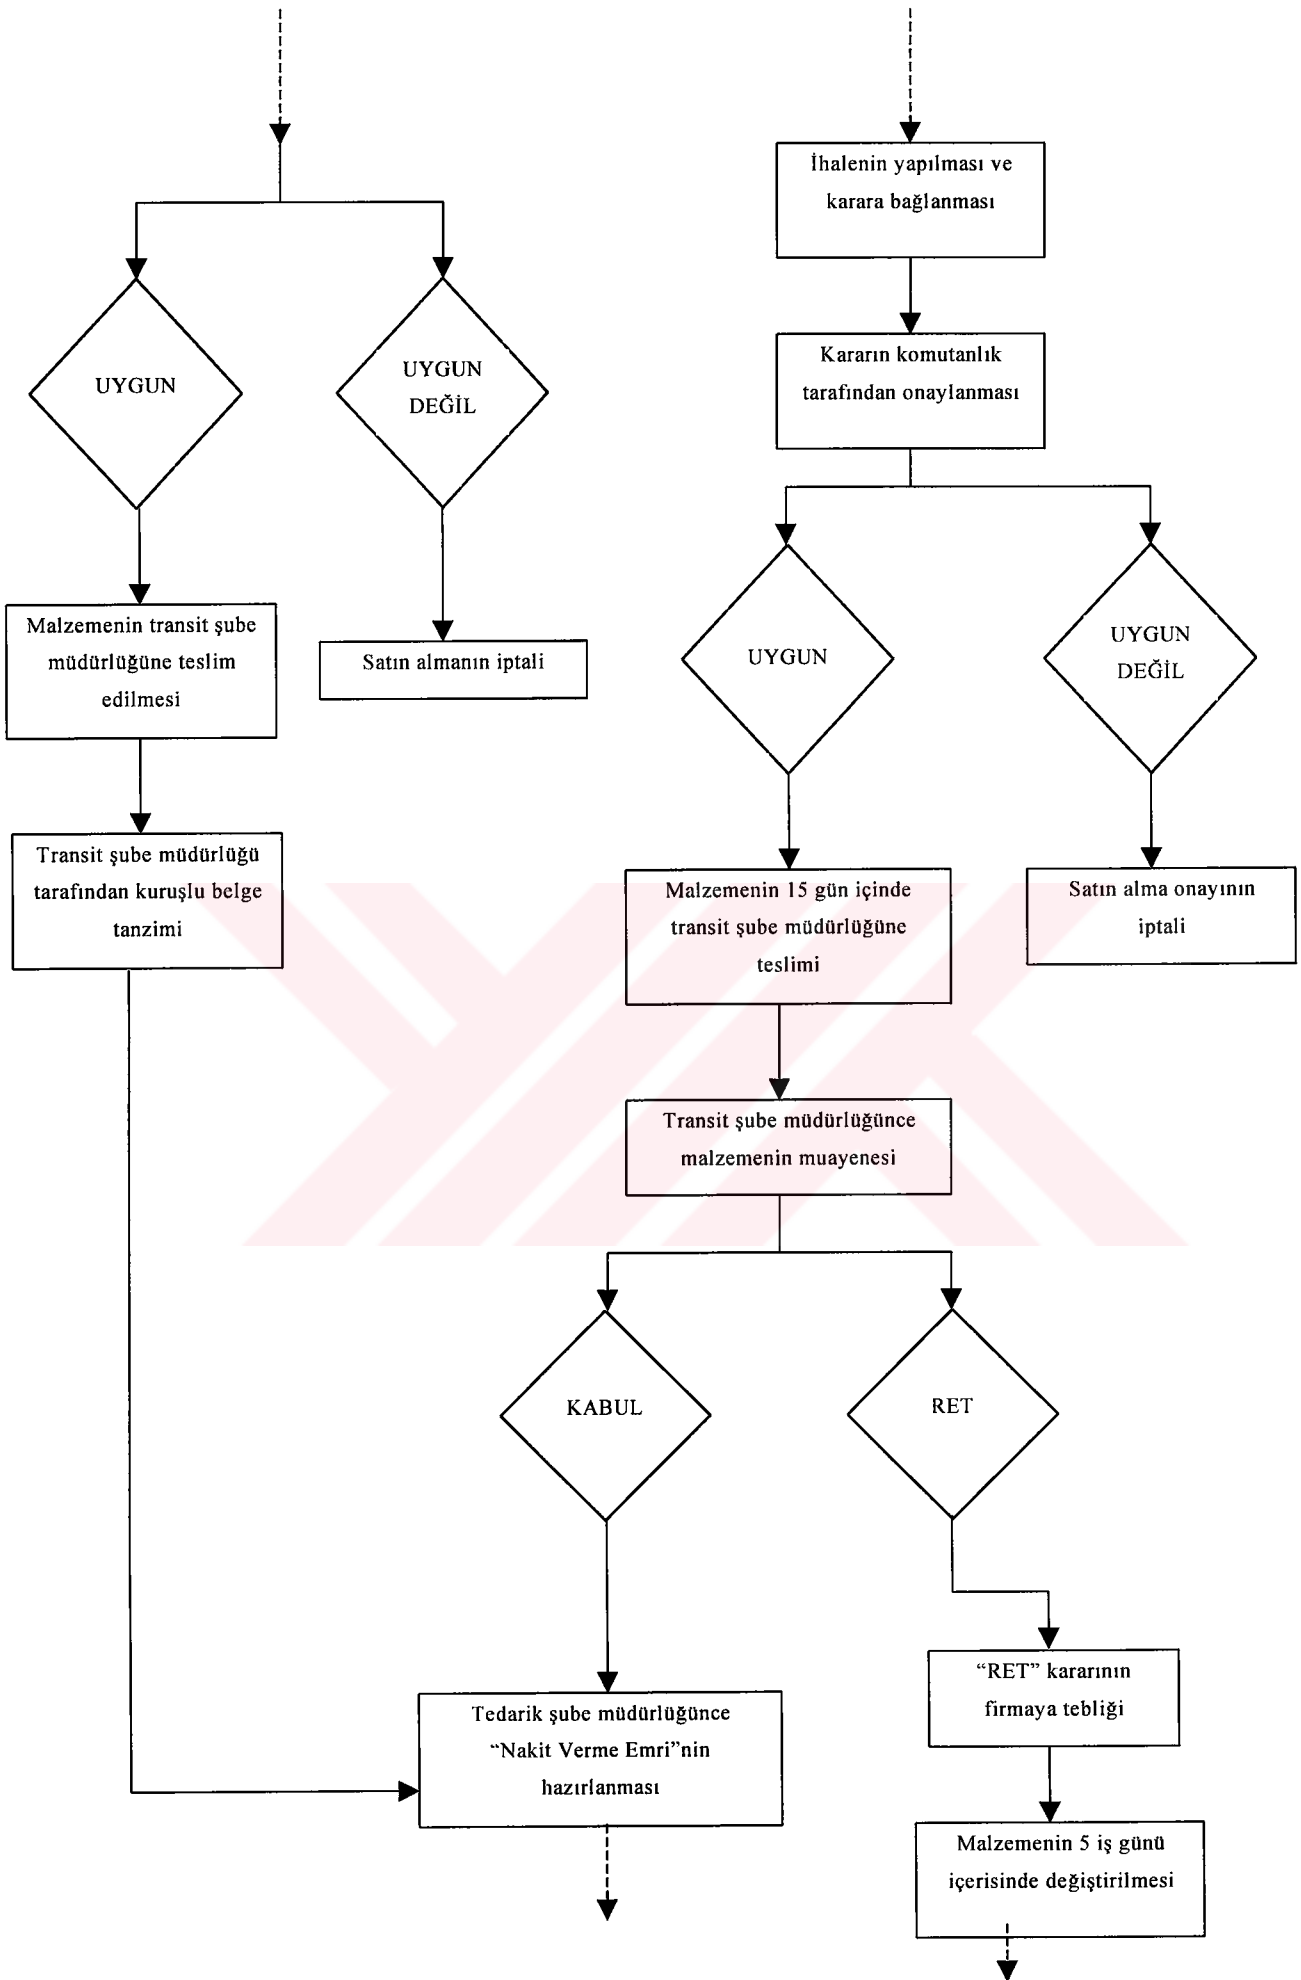 İhalenin yapılması ve
karara bağlanması
Kararın komutanlık
tarafından onaylanması
UYGUN
UYGUN
DEĞİL
Malzemenin transit şube
müdürlüğüne teslim
edilmesi
Satın almanın iptali
UYGUN
UYGUN
DEĞİL
Transit şube müdürlüğü
tarafından kuruşlu belge
tanzimi
Malzemenin 15 gün içinde
transit şube müdürlüğüne
teslimi
Satın alma onayının
iptali
Transit şube müdürlüğünce
malzemenin muayenesi
KABUL
RET
“RET” kararının
firmaya tebliği
Tedarik şube müdürlüğünce
“Nakit Verme Emri”nin
hazırlanması
Malzemenin 5 iş günü
içerisinde değiştirilmesi